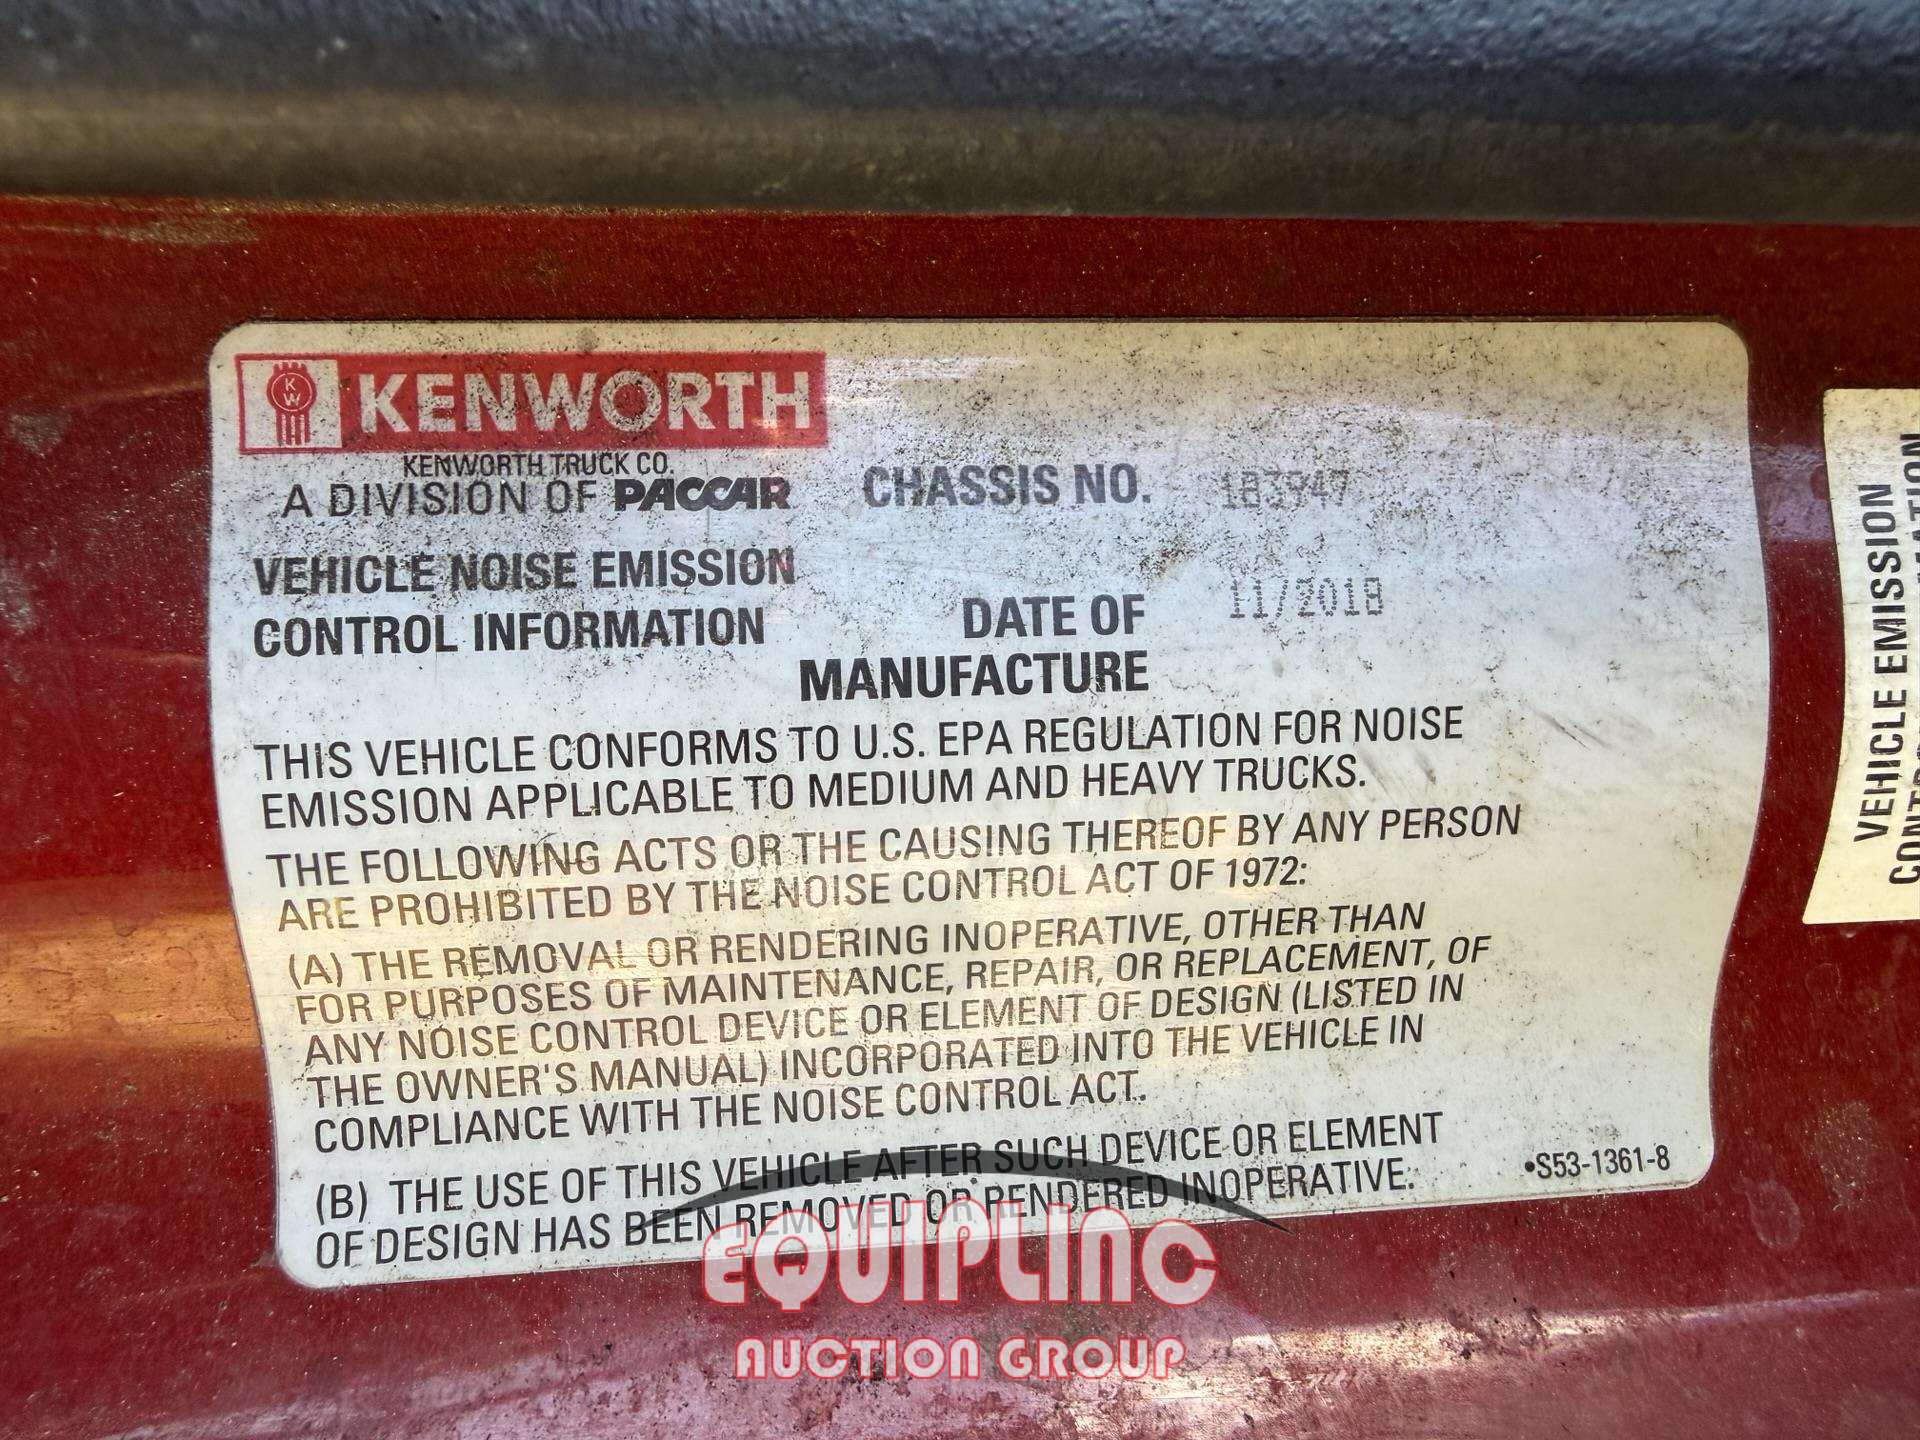 KW KENWORTH
KENWORTH TRUCK CO.
A DIVISION OF PACCAR
CHASSIS NO. 183947
VEHICLE NOISE EMISSION
CONTROL INFORMATION
DATE OF
MANUFACTURE
11/2018
THIS VEHICLE CONFORMS TO U.S. EPA REGULATION FOR NOISE
EMISSION APPLICABLE TO MEDIUM AND HEAVY TRUCKS.
THE FOLLOWING ACTS OR THE CAUSING THEREOF BY ANY PERSON
ARE PROHIBITED BY THE NOISE CONTROL ACT OF 1972:
(A) THE REMOVAL OR RENDERING INOPERATIVE, OTHER THAN
FOR PURPOSES OF MAINTENANCE, REPAIR, OR REPLACEMENT, OF
ANY NOISE CONTROL DEVICE OR ELEMENT OF DESIGN (LISTED IN
THE OWNER'S MANUAL) INCORPORATED INTO THE VEHICLE IN
COMPLIANCE WITH THE NOISE CONTROL ACT.
(B) THE USE OF THIS VEHICLE AFTER SUCH DEVICE OR ELEMENT
OF DESIGN HAS BEEN REMOVED OR RENDERED INOPERATIVE.
•S53-1361-8
VEHICLE EMISSION
EQUIPLINC
AUCTION GROUP